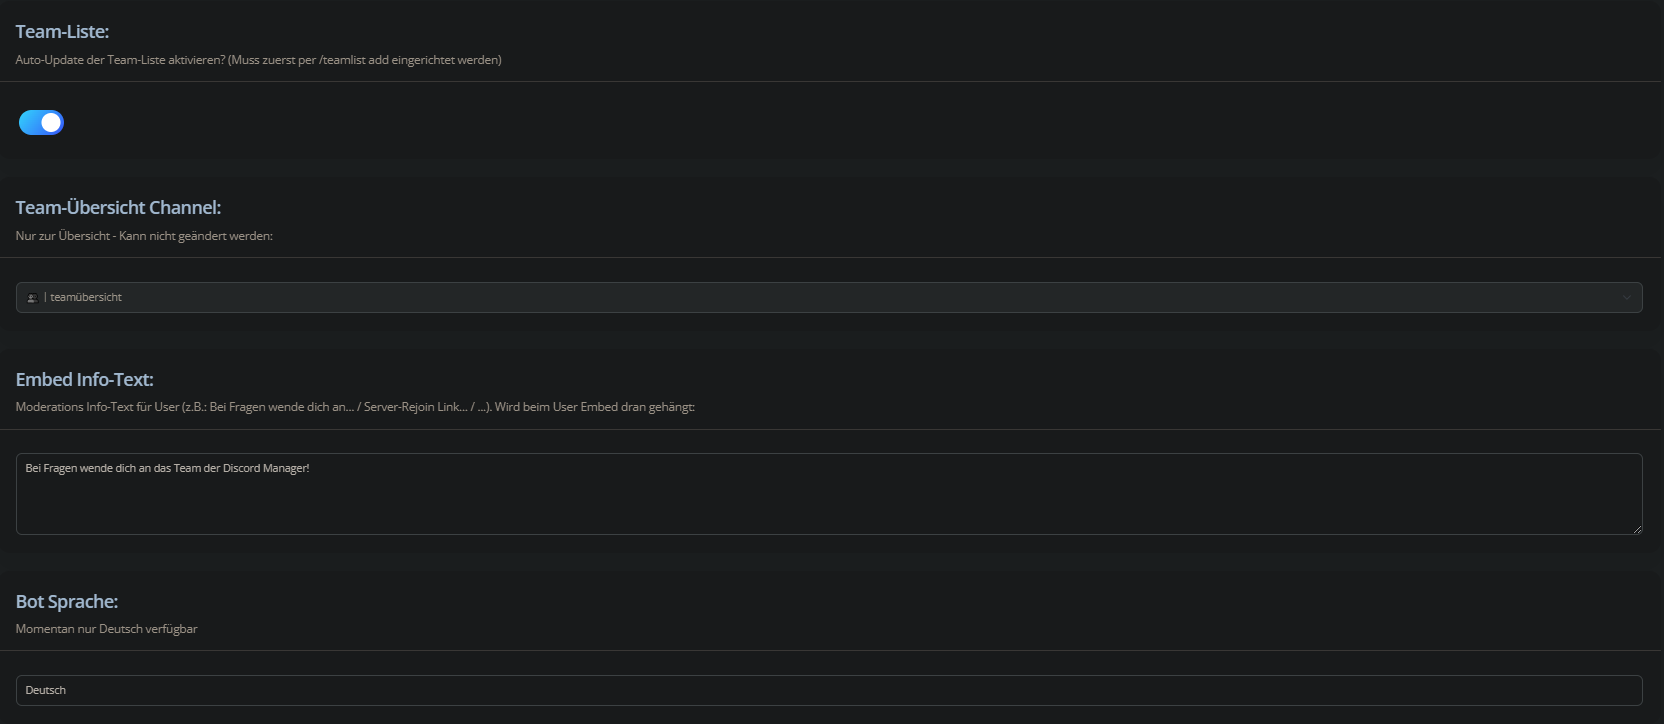 Team-Liste:
Auto-Update der Team-Liste aktivieren? (Muss zuerst per /teamlist add eingerichtet werden)
Team-Übersicht Channel:
Nur zur Übersicht - Kann nicht geändert werden:
| teamübersicht
Embed Info-Text:
Moderations Info-Text für User (z.B.: Bei Fragen wende dich an... / Server-Rejoin Link... / ...). Wird beim User Embed dran gehängt:
Bei Fragen wende dich an das Team der Discord Manager!
Bot Sprache:
Momentan nur Deutsch verfügbar
Deutsch